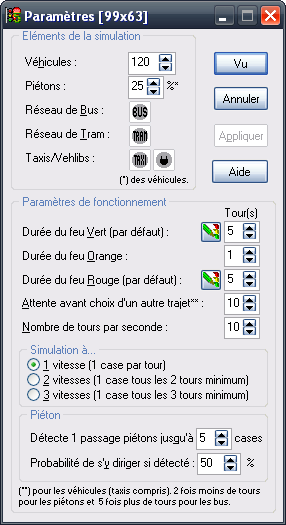 Paramètres [99x63]
Eléments de la simulation
Véhicules : 120
Piétons : 25 %*
Réseau de Bus : BUS
Réseau de Tram : TRAM
Taxis/Vehlibs : TAXI
(*) des véhicules.
Vu
Annuler
Appliquer
Aide
Paramètres de fonctionnement
Tour(s)
Durée du feu Vert (par défaut) : 5
Durée du feu Orange : 1
Durée du feu Rouge (par défaut) : 5
Attente avant choix d'un autre trajet** : 10
Nombre de tours par seconde : 10
Simulation à...
1 vitesse (1 case par tour)
2 vitesses (1 case tous les 2 tours minimum)
3 vitesses (1 case tous les 3 tours minimum)
Piéton
Détecte 1 passage piétons jusqu'à 5 cases
Probabilité de s'y diriger si détecté : 50 %
(**) pour les véhicules (taxis compris). 2 fois moins de tours
pour les piétons et 5 fois plus de tours pour les bus.